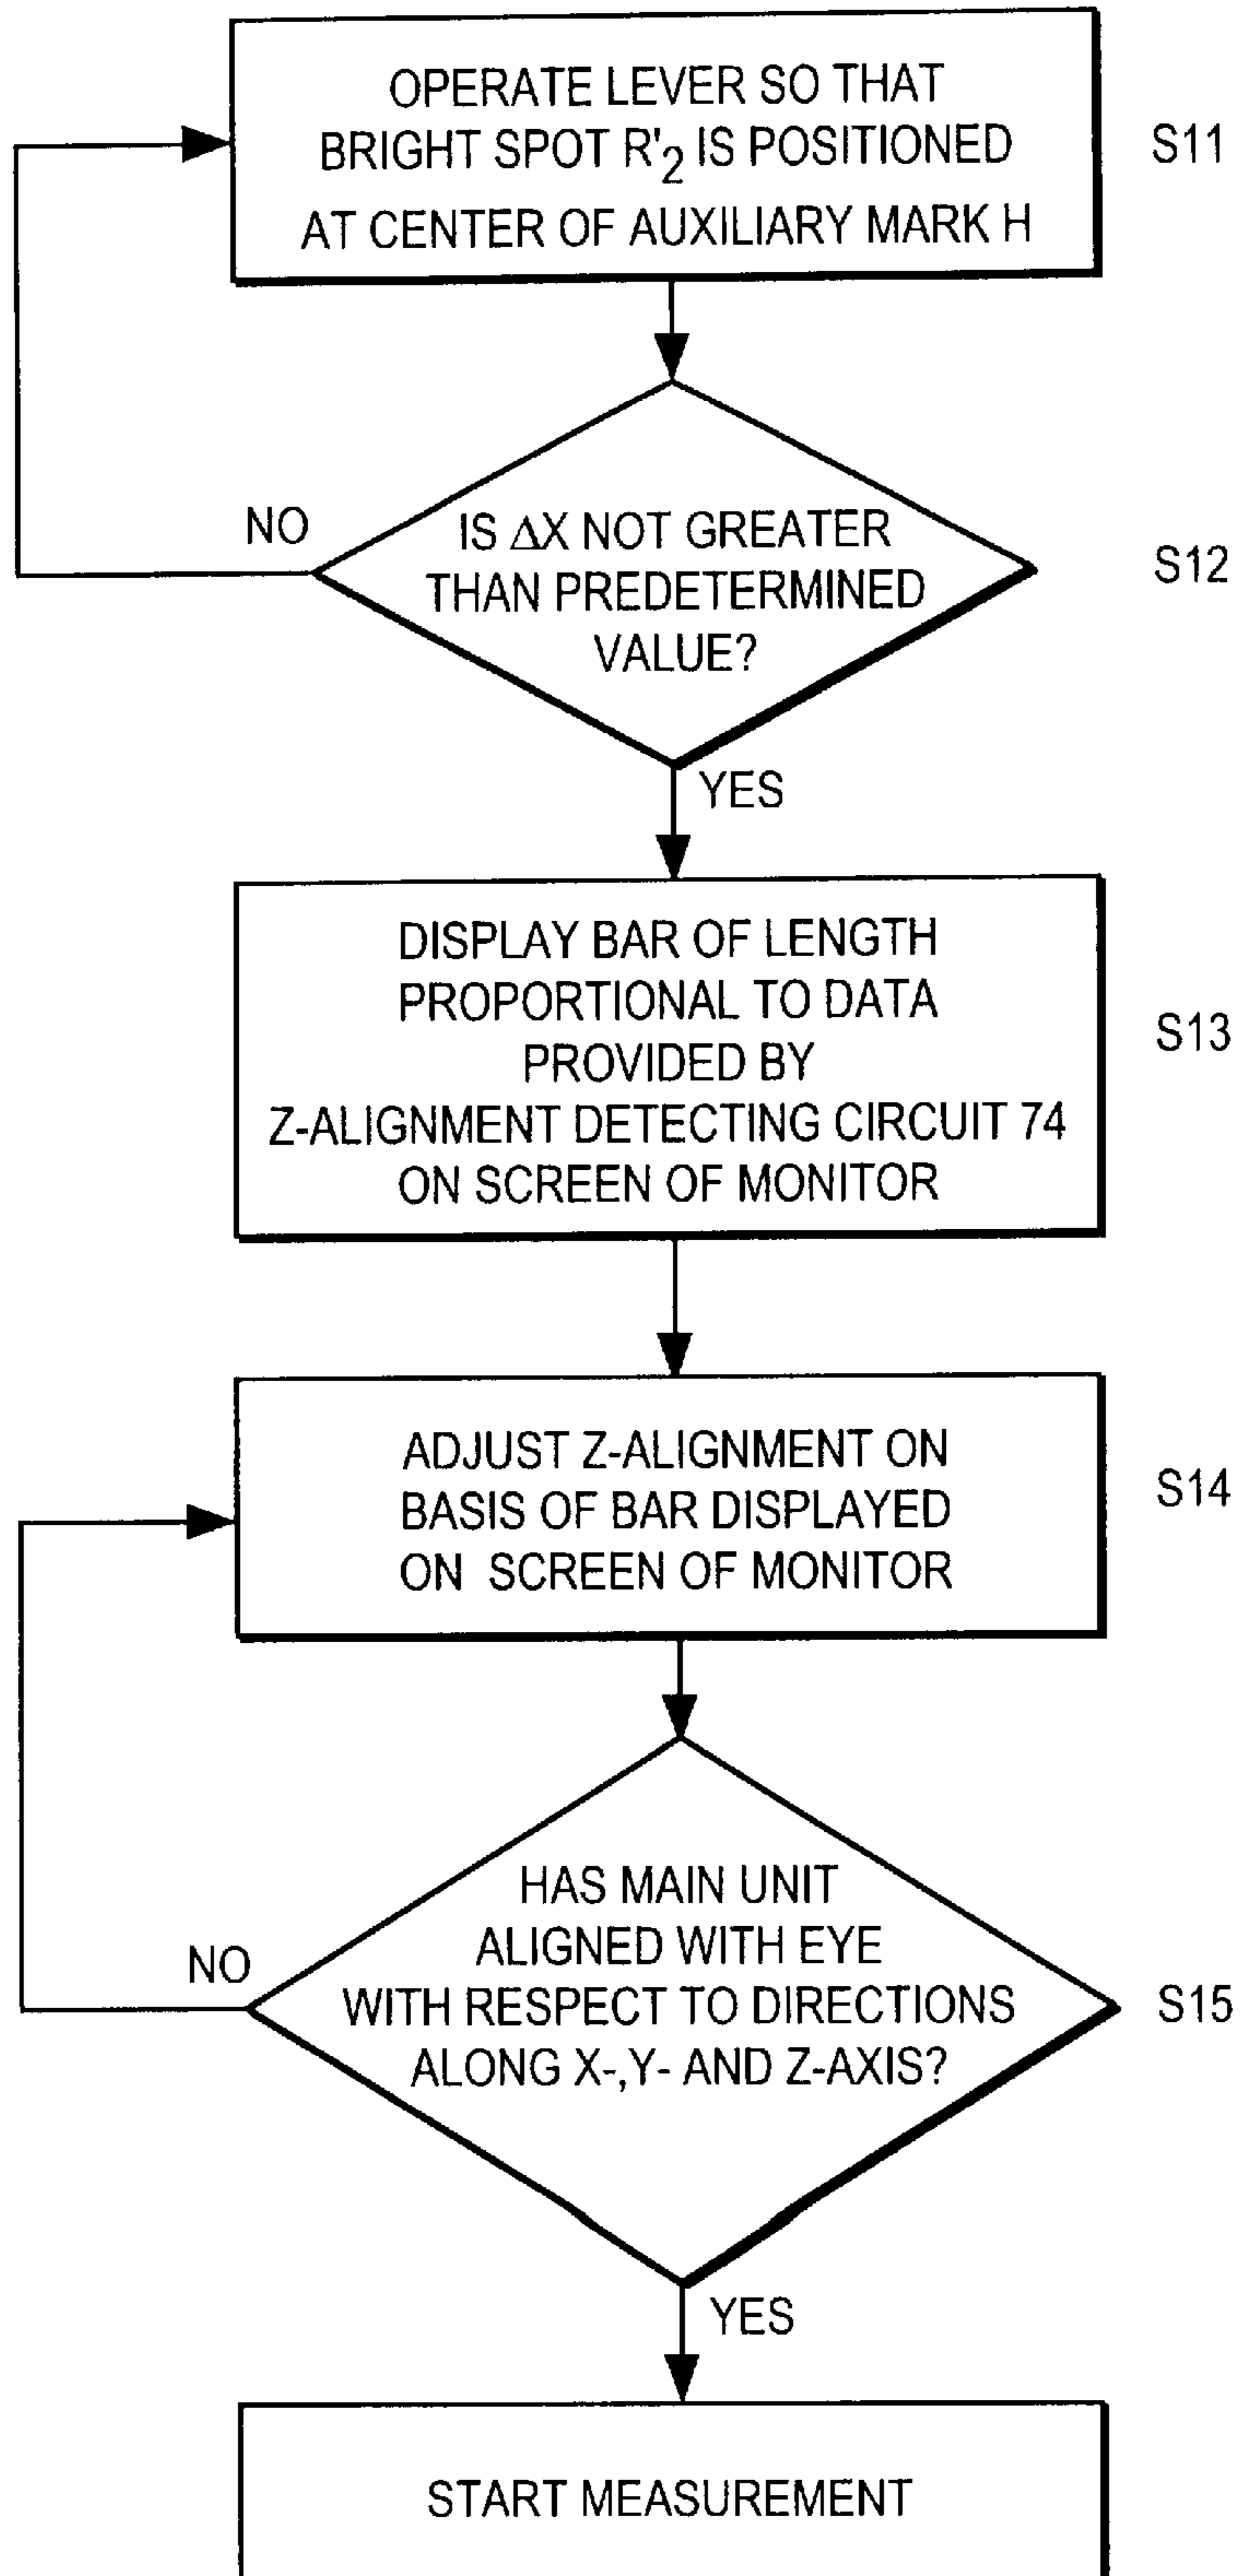 OPERATE LEVER SO THAT
BRIGHT SPOT R'2 IS POSITIONED
AT CENTER OF AUXILIARY MARK H
S11
NO
IS ΔX NOT GREATER
THAN PREDETERMINED
VALUE?
S12
YES
DISPLAY BAR OF LENGTH
PROPORTIONAL TO DATA
PROVIDED BY
Z-ALIGNMENT DETECTING CIRCUIT 74
ON SCREEN OF MONITOR
S13
ADJUST Z-ALIGNMENT ON
BASIS OF BAR DISPLAYED
ON SCREEN OF MONITOR
S14
HAS MAIN UNIT
ALIGNED WITH EYE
WITH RESPECT TO DIRECTIONS
ALONG X-,Y- AND Z-AXIS?
NO
S15
YES
START MEASUREMENT